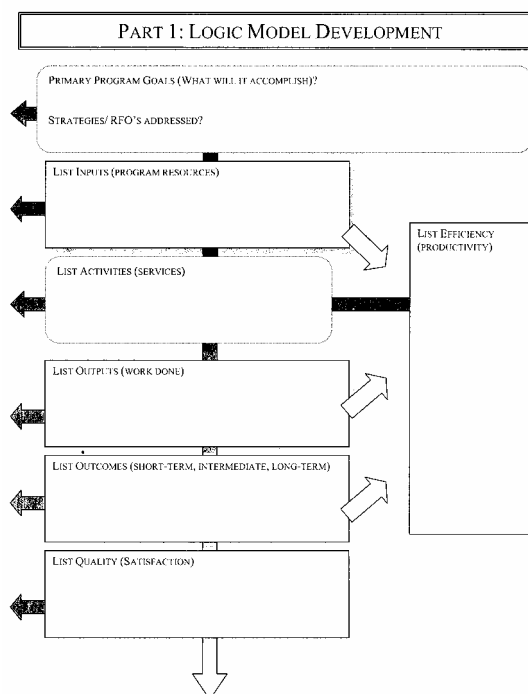 PART 1: LOGIC MODEL DEVELOPMENT
PRIMARY PROGRAM GOALS (WHAT WILL IT ACCOMPLISH)?
STRATEGIES/ RFO'S ADDRESSED?
LIST INPUTS (PROGRAM RESOURCES)
LIST EFFICIENCY
(PRODUCTIVITY)
LIST ACTIVITIES (SERVICES)
LIST OUTPUTS (WORK DONE)
LIST OUTCOMES (SHORT-TERM, INTERMEDIATE, LONG-TERM)
LIST QUALITY (SATISFACTION)